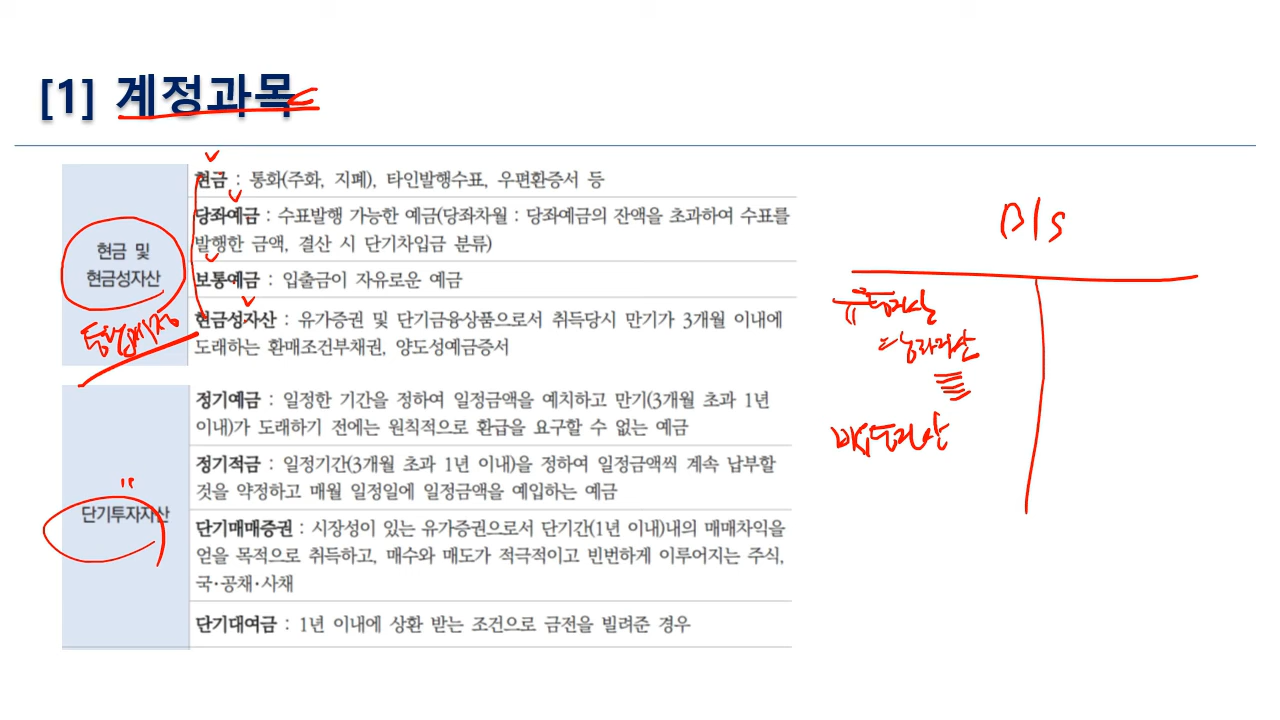 [1] 계정과목
현금 및
현금성자산
통합계정
현금 : 통화(주화, 지폐), 타인발행수표, 우편환증서 등
당좌예금 : 수표발행 가능한 예금(당좌차월 : 당좌예금의 잔액을 초과하여 수표를
발행한 금액, 결산 시 단기차입금 분류)
보통예금 : 입출금이 자유로운 예금
현금성자산 : 유가증권 및 단기금융상품으로서 취득당시 만기가 3개월 이내에
도래하는 환매조건부채권, 양도성예금증서
단기투자자산
정기예금 : 일정한 기간을 정하여 일정금액을 예치하고 만기(3개월 초과 1년
이내)가 도래하기 전에는 원칙적으로 환급을 요구할 수 없는 예금
정기적금 : 일정기간(3개월 초과 1년 이내)을 정하여 일정금액씩 계속 납부할
것을 약정하고 매월 일정일에 일정금액을 예입하는 예금
단기매매증권 : 시장성이 있는 유가증권으로서 단기간(1년 이내)내의 매매차익을
얻을 목적으로 취득하고, 매수와 매도가 적극적이고 빈번하게 이루어지는 주식,
국·공채·사채
단기대여금 : 1년 이내에 상환 받는 조건으로 금전을 빌려준 경우
B/S
유동자산
당좌자산
비유동자산